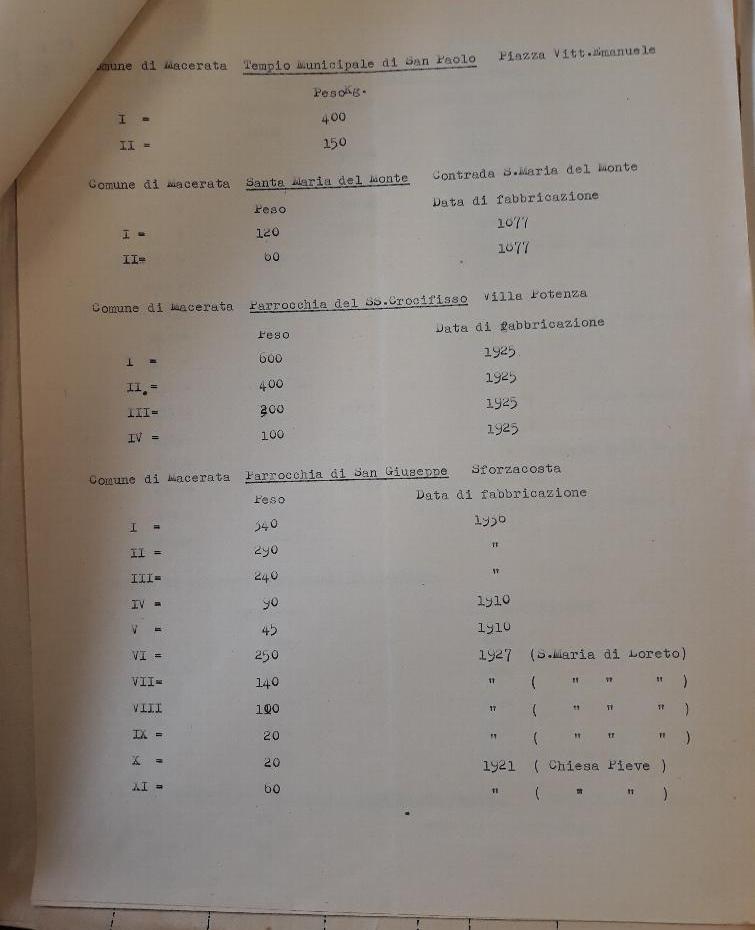 omune di Macerata Tempio Municipale di San Paolo Piazza Vitt.Emanuele
Peso Kg.
I = 400
II = 150
Comune di Macerata Santa Maria del Monte Contrada S.Maria del Monte
Peso Data di fabbricazione
I = 120 1677
II= 60 1677
Comune di Macerata Parrocchia del SS.Crocifisso Villa Potenza
Peso Data di fabbricazione
I = 600 1925
II.= 400 1925
III= 1925
IV = 100 1925
Comune di Macerata Parrocchia di San Giuseppe Sforzacosta
Peso Data di fabbricazione
I = 340 1930
II = 290 "
III= 240 "
IV = 90 1910
V = 45 1910
VI = 250 1927 (S.Maria di Loreto)
VII= 140 " ( " " " )
VIII 100 " ( " " " )
IX = 20 " ( " " " )
X = 20 1921 ( Chiesa Pieve )
XI = 60 " ( " " )